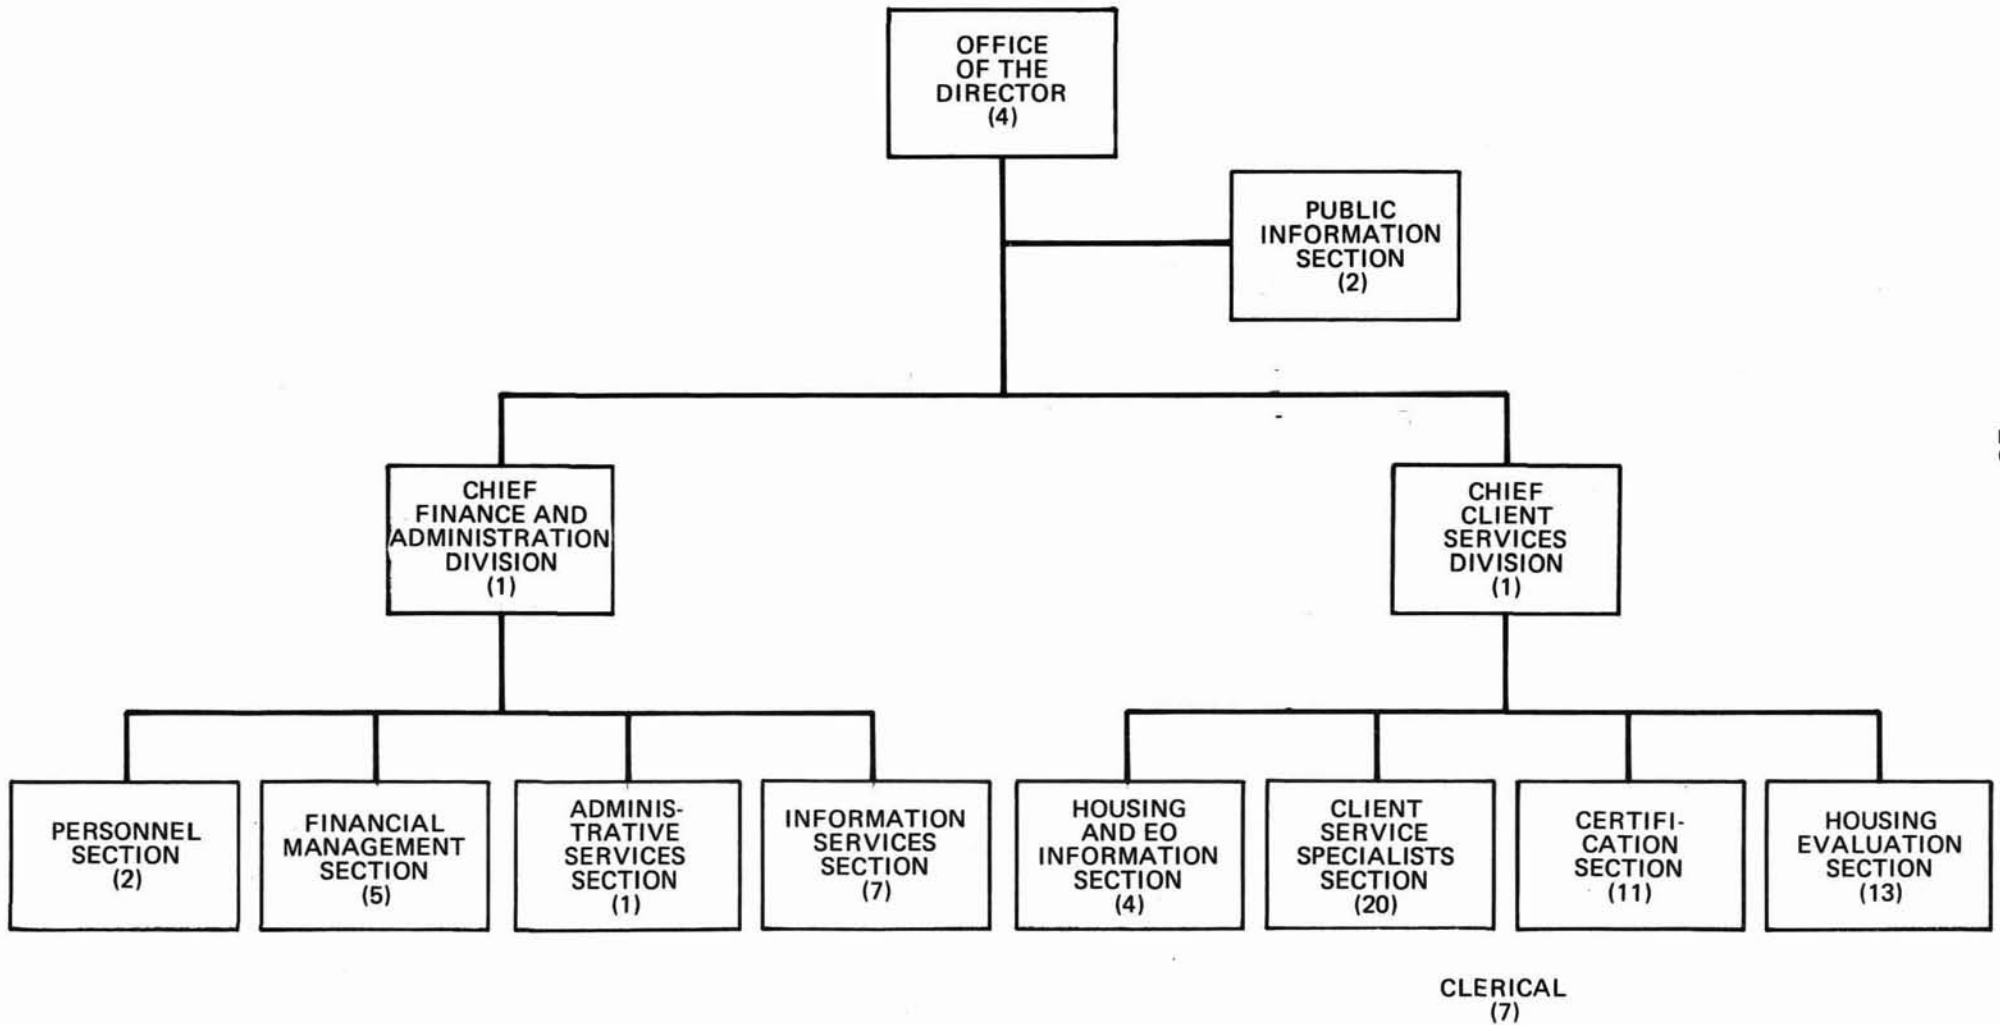 OFFICE
OF THE
DIRECTOR
(4)
PUBLIC
INFORMATION
SECTION
(2)
CHIEF
FINANCE AND
ADMINISTRATION
DIVISION
(1)
CHIEF
CLIENT
SERVICES
DIVISION
(1)
PERSONNEL
SECTION
(2)
FINANCIAL
MANAGEMENT
SECTION
(5)
ADMINIS-
TRATIVE
SERVICES
SECTION
(1)
INFORMATION
SERVICES
SECTION
(7)
HOUSING
AND EO
INFORMATION
SECTION
(4)
CLIENT
SERVICE
SPECIALISTS
SECTION
(20)
CERTIFI-
CATION
SECTION
(11)
HOUSING
EVALUATION
SECTION
(13)
CLERICAL
(7)